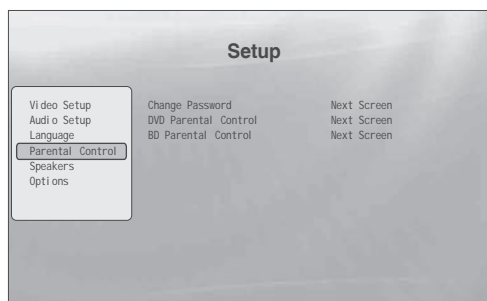 Setup
Video Setup
Audio Setup
Language
Parental Control
Speakers
Options
Change Password Next Screen
DVD Parental Control Next Screen
BD Parental Control Next Screen